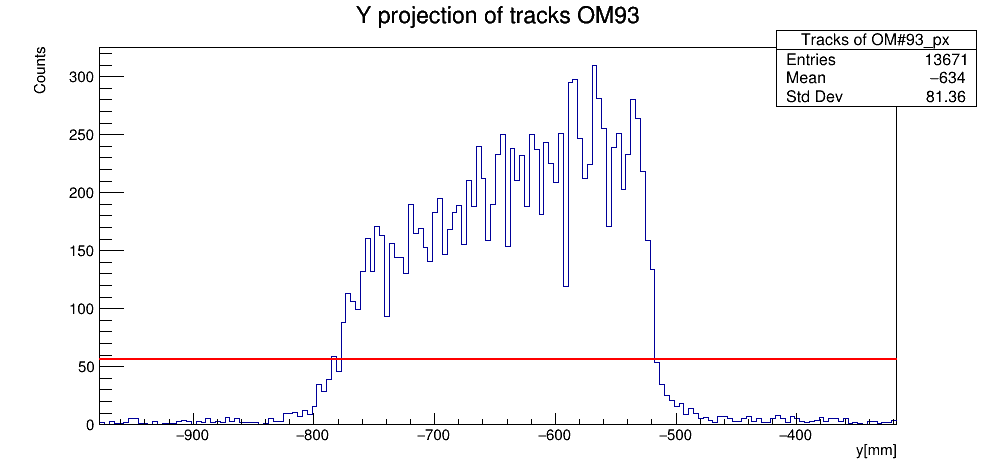 Y projection of tracks OM93
Counts
Tracks of OM#93_px
Entries 13671
Mean −634
Std Dev 81.36
300
250
200
150
100
50
0
−900 −800 −700 −600 −500 −400
y[mm]